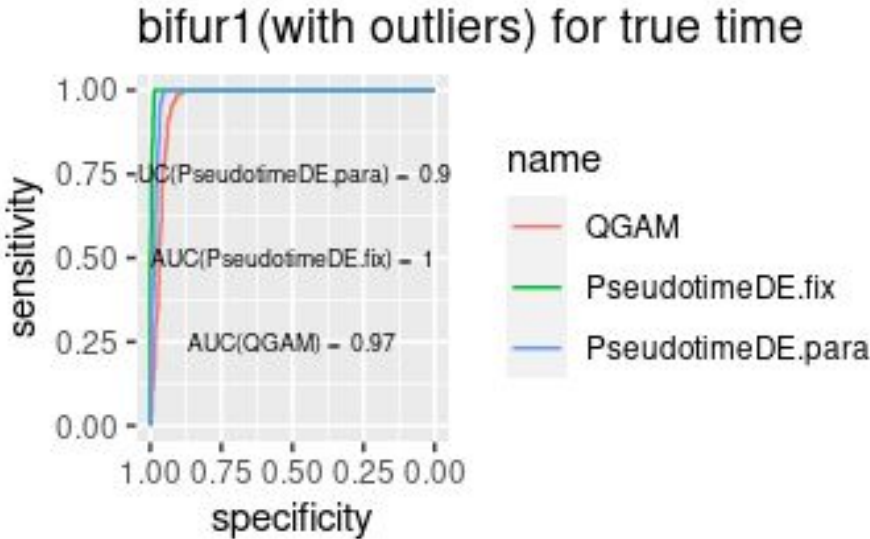 bifur1(with outliers) for true time
1.00
0.75
0.50
0.25
0.00
sensitivity
UC(PseudotimeDE.para) = 0.9
AUC(PseudotimeDE.fix) = 1
AUC(QGAM) = 0.97
1.00 0.75 0.50 0.25 0.00
specificity
name
QGAM
PseudotimeDE.fix
PseudotimeDE.para